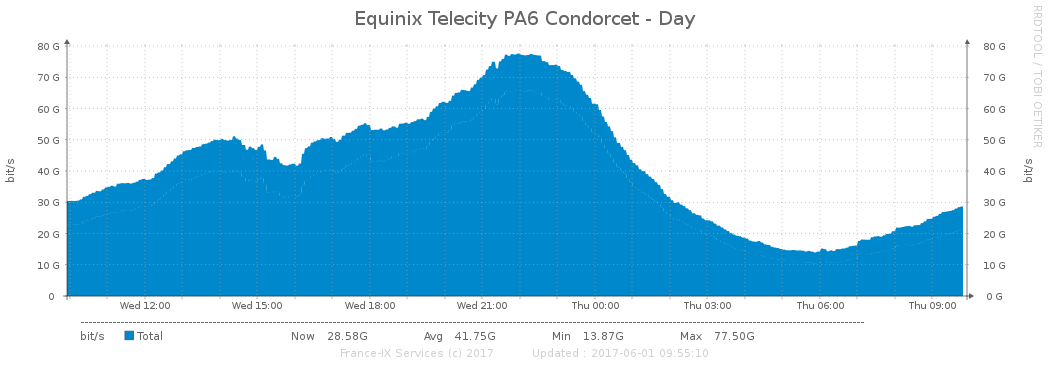 Equinix Telecity PA6 Condorcet - Day
RRDTOOL / TOBI OETIKER
bit/s
80 G
70 G
60 G
50 G
40 G
30 G
20 G
10 G
0
80 G
70 G
60 G
50 G
40 G
30 G
20 G
10 G
0 G
bit/s
Wed 12:00 Wed 15:00 Wed 18:00 Wed 21:00 Thu 00:00 Thu 03:00 Thu 06:00 Thu 09:00
bit/s Total Now 28.58G Avg 41.75G Min 13.87G Max 77.50G
France-IX Services (c) 2017 Updated : 2017-06-01 09:55:10